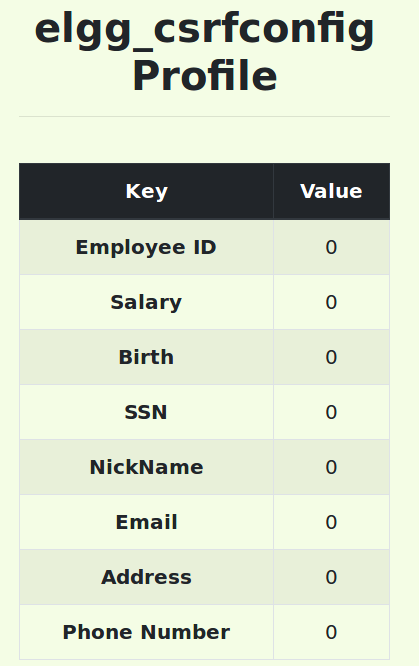 elgg_csrfconfig
Profile
Key Value
Employee ID 0
Salary 0
Birth 0
SSN 0
NickName 0
Email 0
Address 0
Phone Number 0